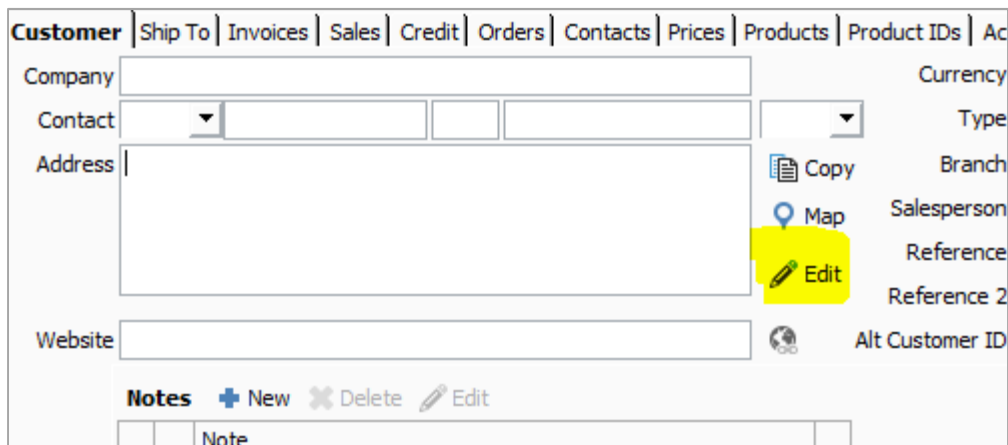 Customer Ship To Invoices Sales Credit Orders Contacts Prices Products Product IDs Ac
Company Currency
Contact Type
Address Copy Branch
Map Salesperson
Reference
Edit
Reference 2
Website Alt Customer ID
Notes New Delete Edit
Note